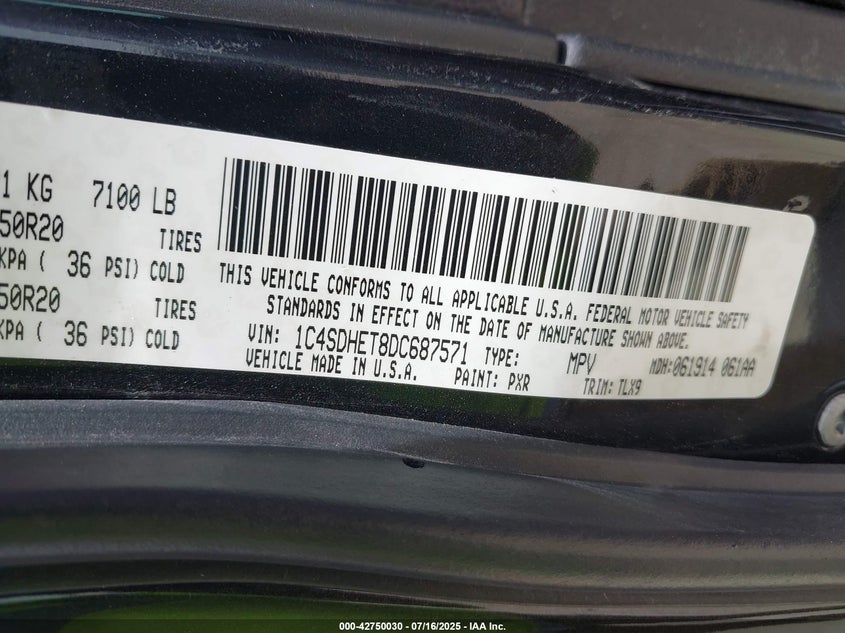 1 KG 7100 LB
50R20 TIRES
KPA ( 36 PSI) COLD
50R20 TIRES
KPA ( 36 PSI) COLD
THIS VEHICLE CONFORMS TO ALL APPLICABLE U.S.A. FEDERAL MOTOR VEHICLE SAFETY
STANDARDS IN EFFECT ON THE DATE OF MANUFACTURE SHOWN ABOVE.
VIN: 1C4SDHET8DC687571 TYPE: MPV MDH:061914 061AA
VEHICLE MADE IN U.S.A. PAINT: PXR TRIM: TLX9
000-42750030 - 07/16/2025 - IAA Inc.